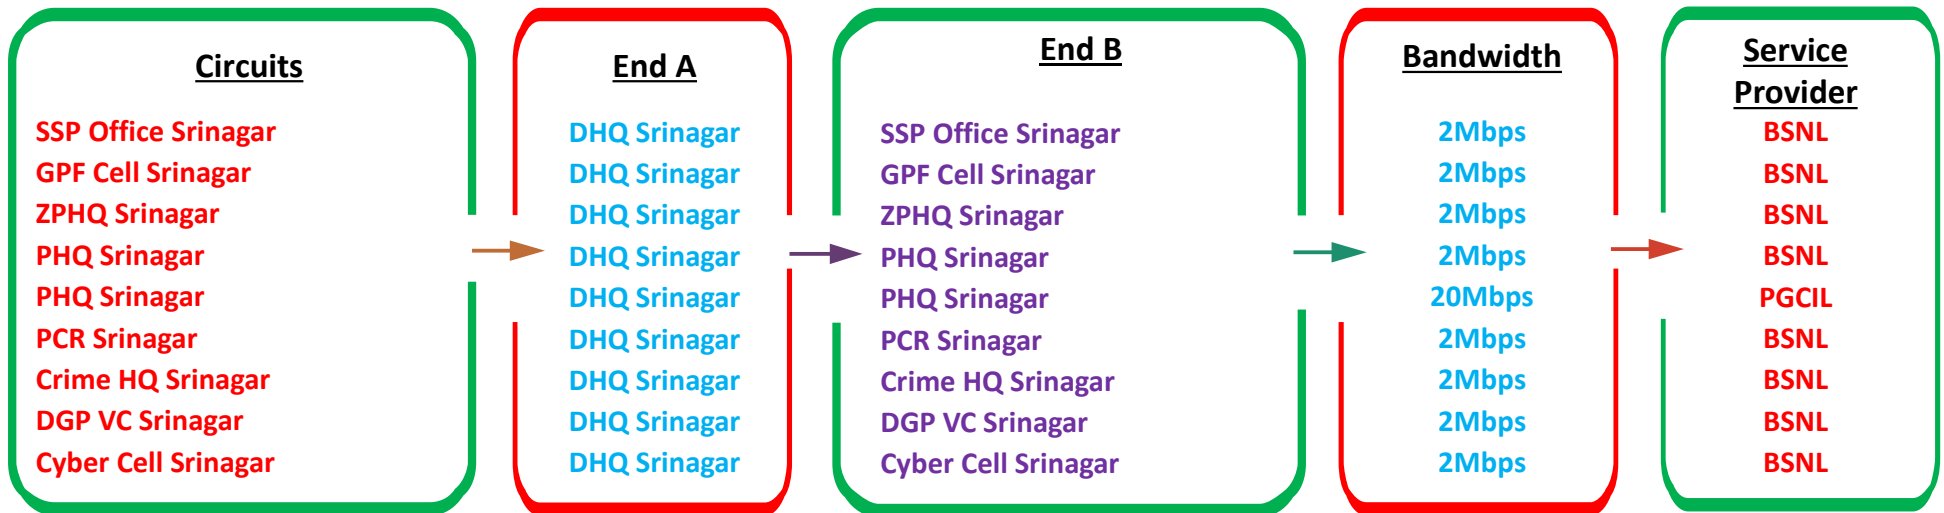 Circuits
SSP Office Srinagar
GPF Cell Srinagar
ZPHQ Srinagar
PHQ Srinagar
PHQ Srinagar
PCR Srinagar
Crime HQ Srinagar
DGP VC Srinagar
Cyber Cell Srinagar
End A
DHQ Srinagar
DHQ Srinagar
DHQ Srinagar
DHQ Srinagar
DHQ Srinagar
DHQ Srinagar
DHQ Srinagar
DHQ Srinagar
DHQ Srinagar
End B
SSP Office Srinagar
GPF Cell Srinagar
ZPHQ Srinagar
PHQ Srinagar
PHQ Srinagar
PCR Srinagar
Crime HQ Srinagar
DGP VC Srinagar
Cyber Cell Srinagar
Bandwidth
2Mbps
2Mbps
2Mbps
2Mbps
20Mbps
2Mbps
2Mbps
2Mbps
2Mbps
Service
Provider
BSNL
BSNL
BSNL
BSNL
PGCIL
BSNL
BSNL
BSNL
BSNL